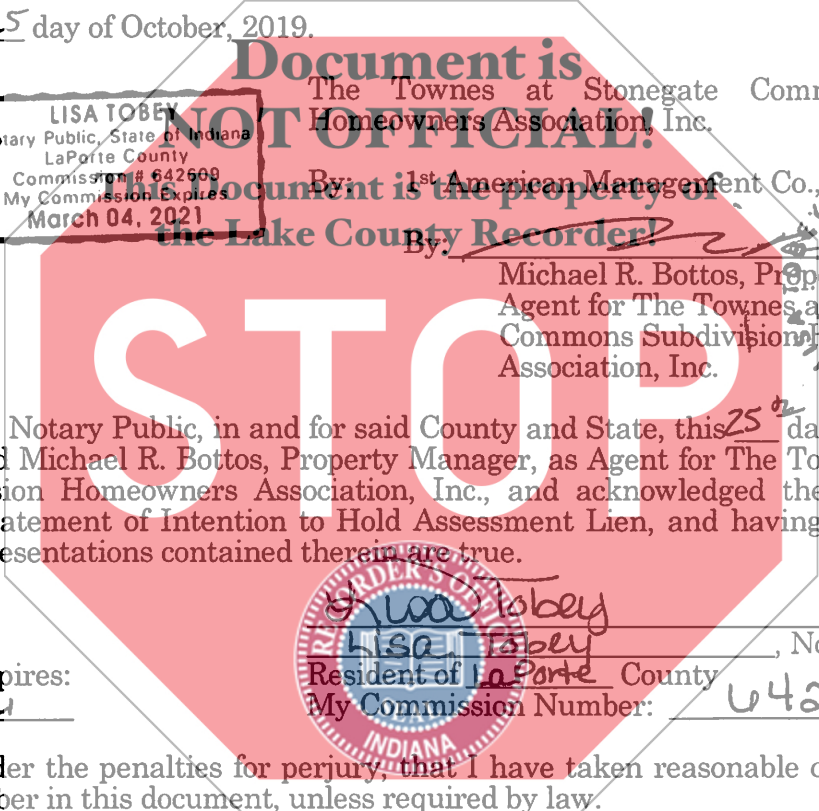 5 day of October, 2019.
Document is
NOT OFFICIAL!
This Document is the property of
the Lake County Recorder!
STOP
LISA TOBEY
tary Public, State of Indiana
LaPorte County
Commission # 642609
My Commission Expires
March 04, 2021
The Townes at Stonegate Comm
Homeowners Association, Inc.
By: 1st American Management Co.,
By:
Michael R. Bottos, Prope
Agent for The Townes a
Commons Subdivision
Association, Inc.
Notary Public, in and for said County and State, this 25th da
d Michael R. Bottos, Property Manager, as Agent for The To
sion Homeowners Association, Inc., and acknowledged the
atement of Intention to Hold Assessment Lien, and having
esentations contained therein are true.
Lisa Tobey
Lisa Tobey, No
Resident of LaPorte County
pires:
My Commission Number: 642
RECORDER'S OFFICE
INDIANA
er the penalties for perjury, that I have taken reasonable c
ber in this document, unless required by law.